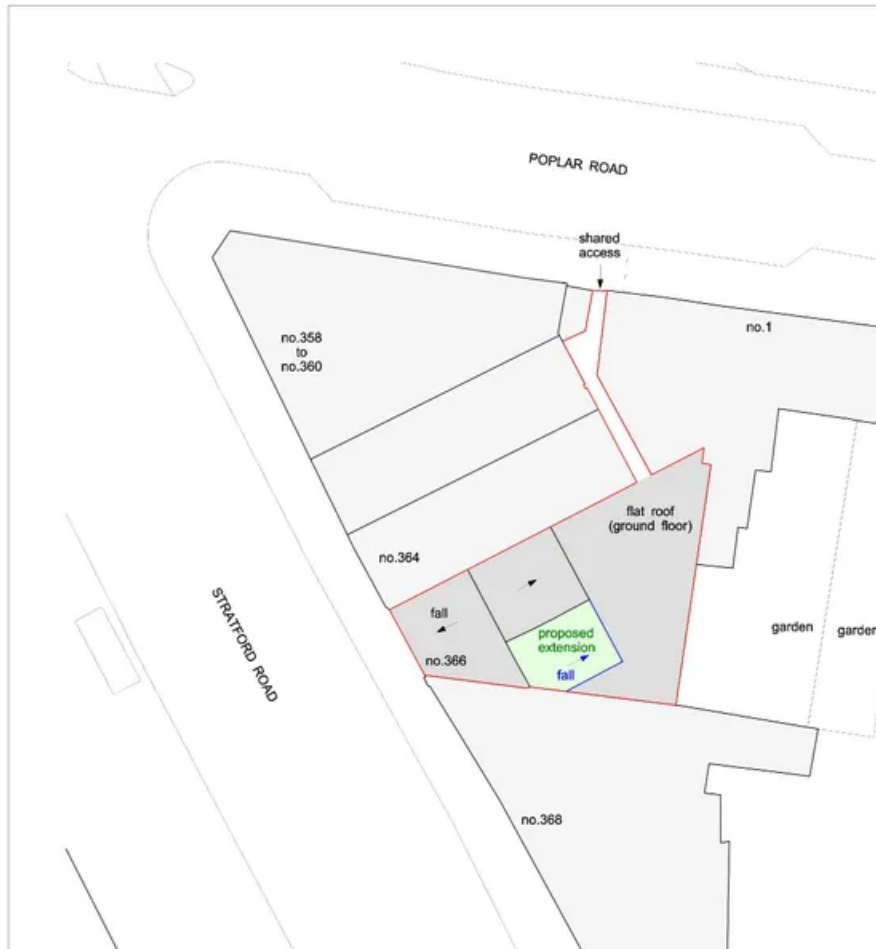 POPLAR ROAD
shared
access
no.1
no.358
to
no.360
flat roof
(ground floor)
no.364
fall
proposed
extension
fall
no.366
garden
garden
STRATFORD ROAD
no.368